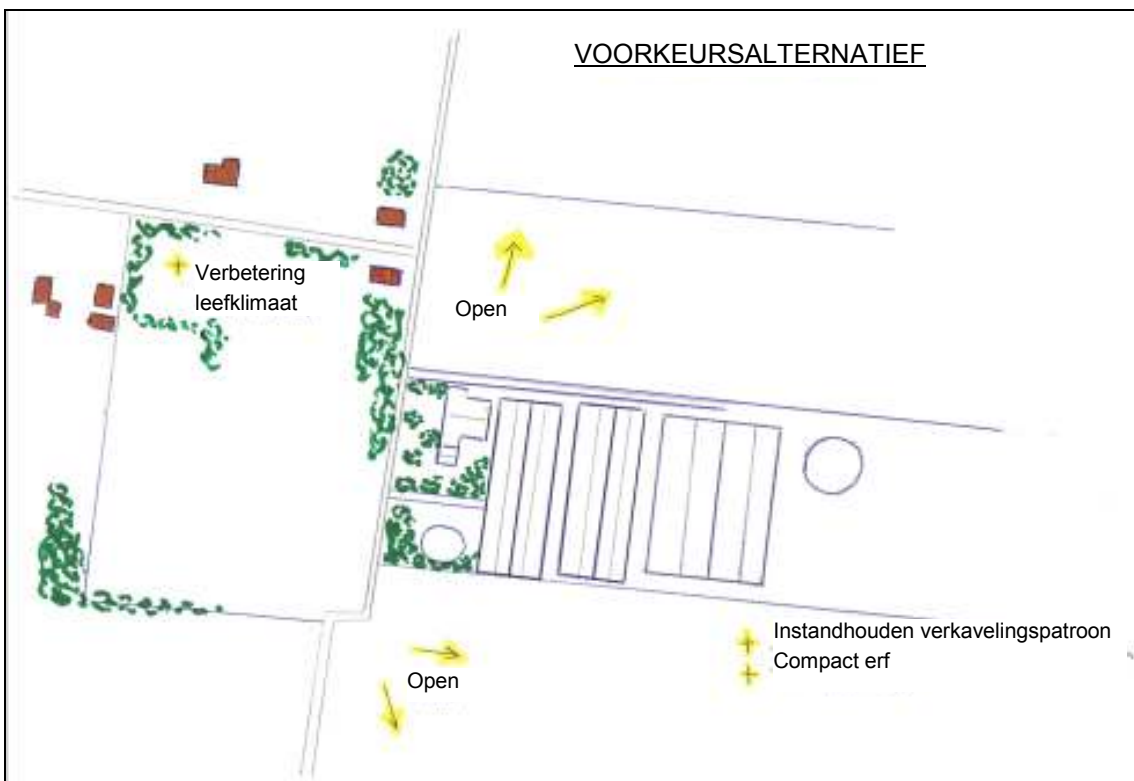 VOORKEURSALTERNATIEF
Verbetering
leefklimaat
Open
Instandhouden verkavelingspatroon
Compact erf
Open